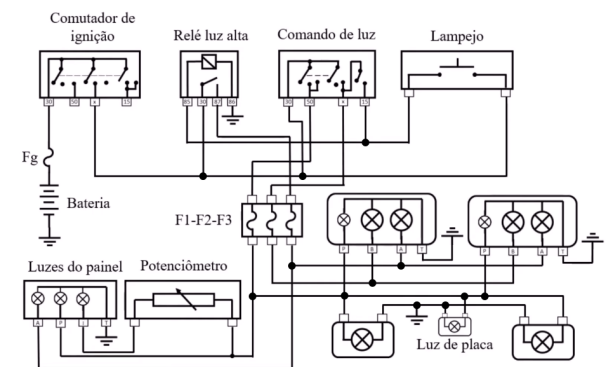 Comutador de
ignição
Relé luz alta
Comando de luz
Lampejo
30 50 x 15
85 30 87 86
30 50 x 15
Fg
Bateria
F1-F2-F3
P B A T
P B A T
Luzes do painel
Potenciômetro
A P I T
Luz de placa